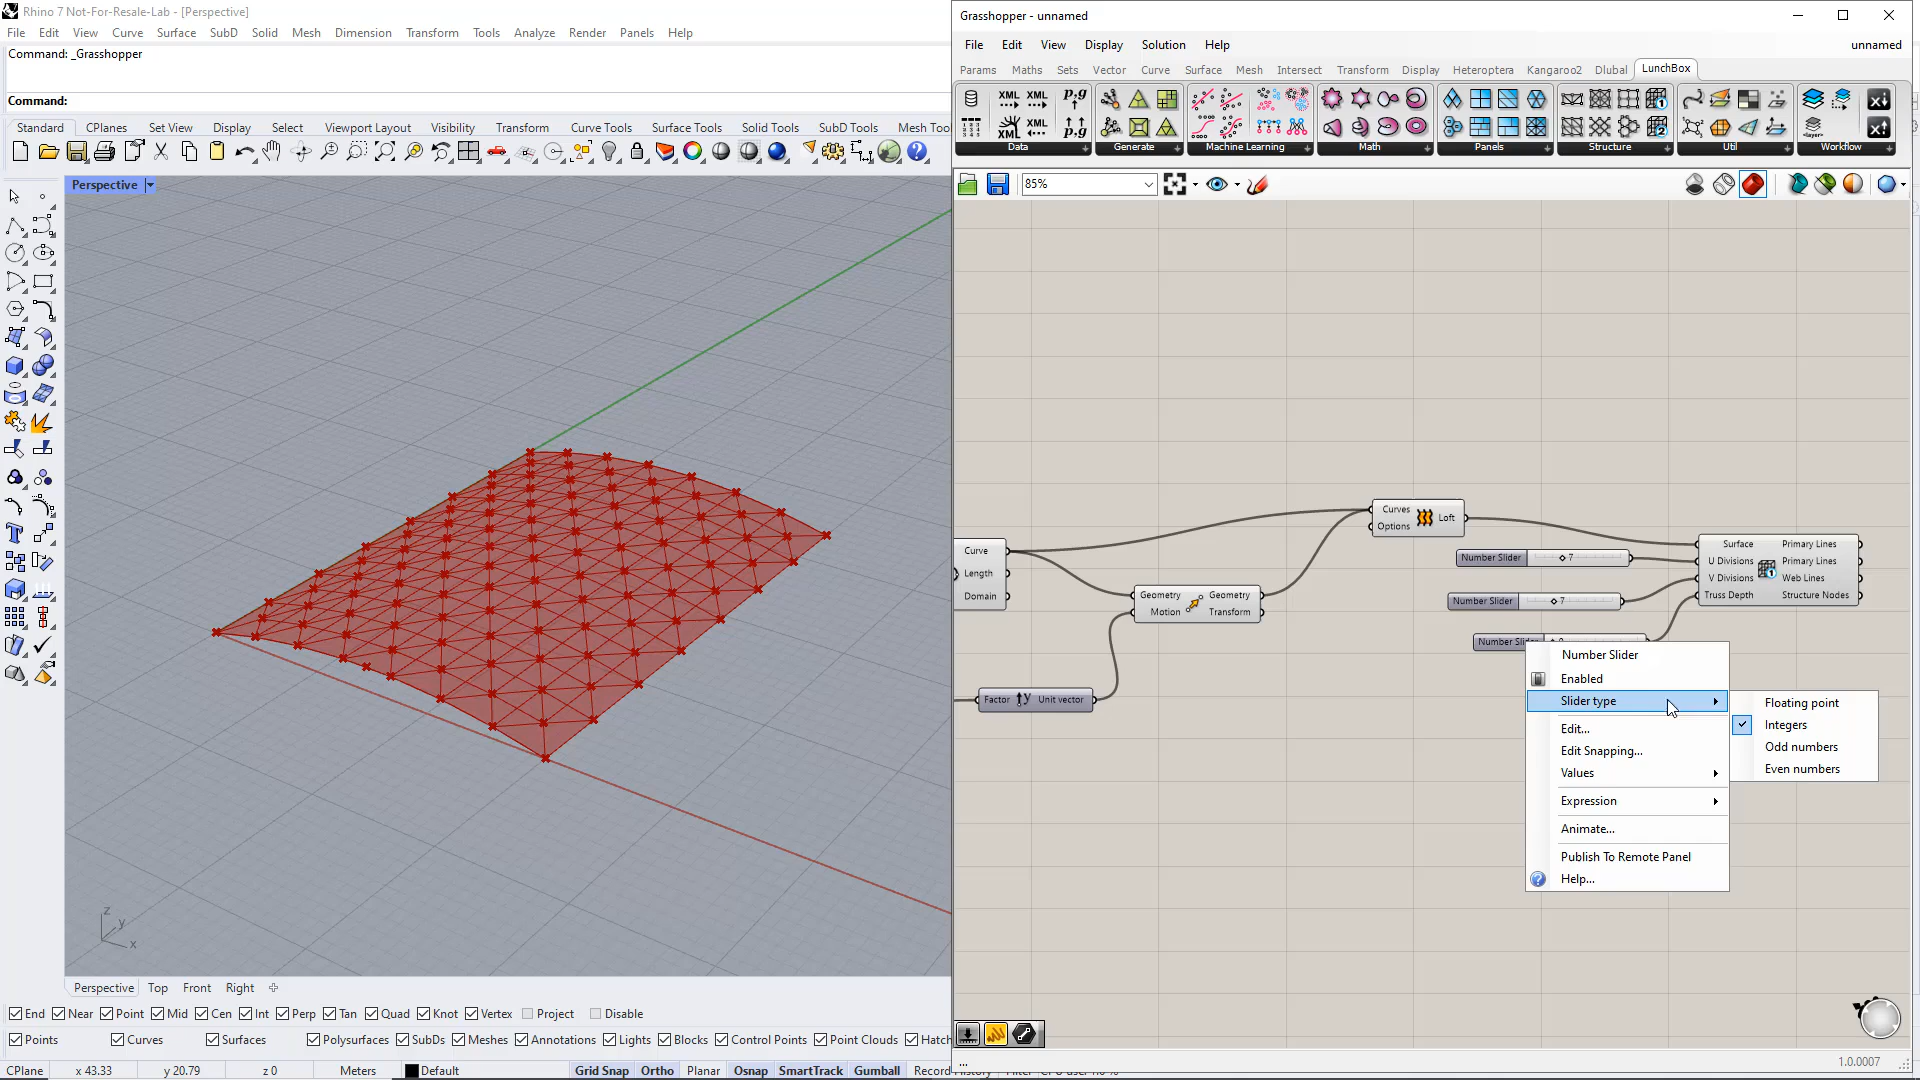 Rhino 7 Not-For-Resale-Lab - [Perspective]
File Edit View Curve Surface SubD Solid Mesh Dimension Transform Tools Analyze Render Panels Help
Command: _Grasshopper
Command:
Standard CPlanes Set View Display Select Viewport Layout Visibility Transform Curve Tools Surface Tools Solid Tools SubD Tools Mesh Too
Perspective
z
y
x
Perspective Top Front Right
End Near Point Mid Cen Int Perp Tan Quad Knot Vertex Project Disable
Points Curves Surfaces Polysurfaces SubDs Meshes Annotations Lights Blocks Control Points Point Clouds Hatch
CPlane x 43.33 y 20.79 z 0 Meters Default Grid Snap Ortho Planar Osnap SmartTrack Gumball Record History
Grasshopper - unnamed
File Edit View Display Solution Help unnamed
Params Maths Sets Vector Curve Surface Mesh Intersect Transform Display Heteroptera Kangaroo2 Dlubal LunchBox
XML XML p,g
XML XML p,g
Data Generate Machine Learning Math Panels Structure Util Workflow
85%
Curves
Options
Loft
Curve
Length
Domain
Geometry
Motion
Geometry
Transform
Factor y Unit vector
Number Slider 7
Number Slider 7
Number Slider
Surface
U Divisions
V Divisions
Truss Depth
Primary Lines
Primary Lines
Web Lines
Structure Nodes
Number Slider
Enabled
Slider type
Edit...
Edit Snapping...
Values
Expression
Animate...
Publish To Remote Panel
Help...
Floating point
Integers
Odd numbers
Even numbers
...
1.0.0007